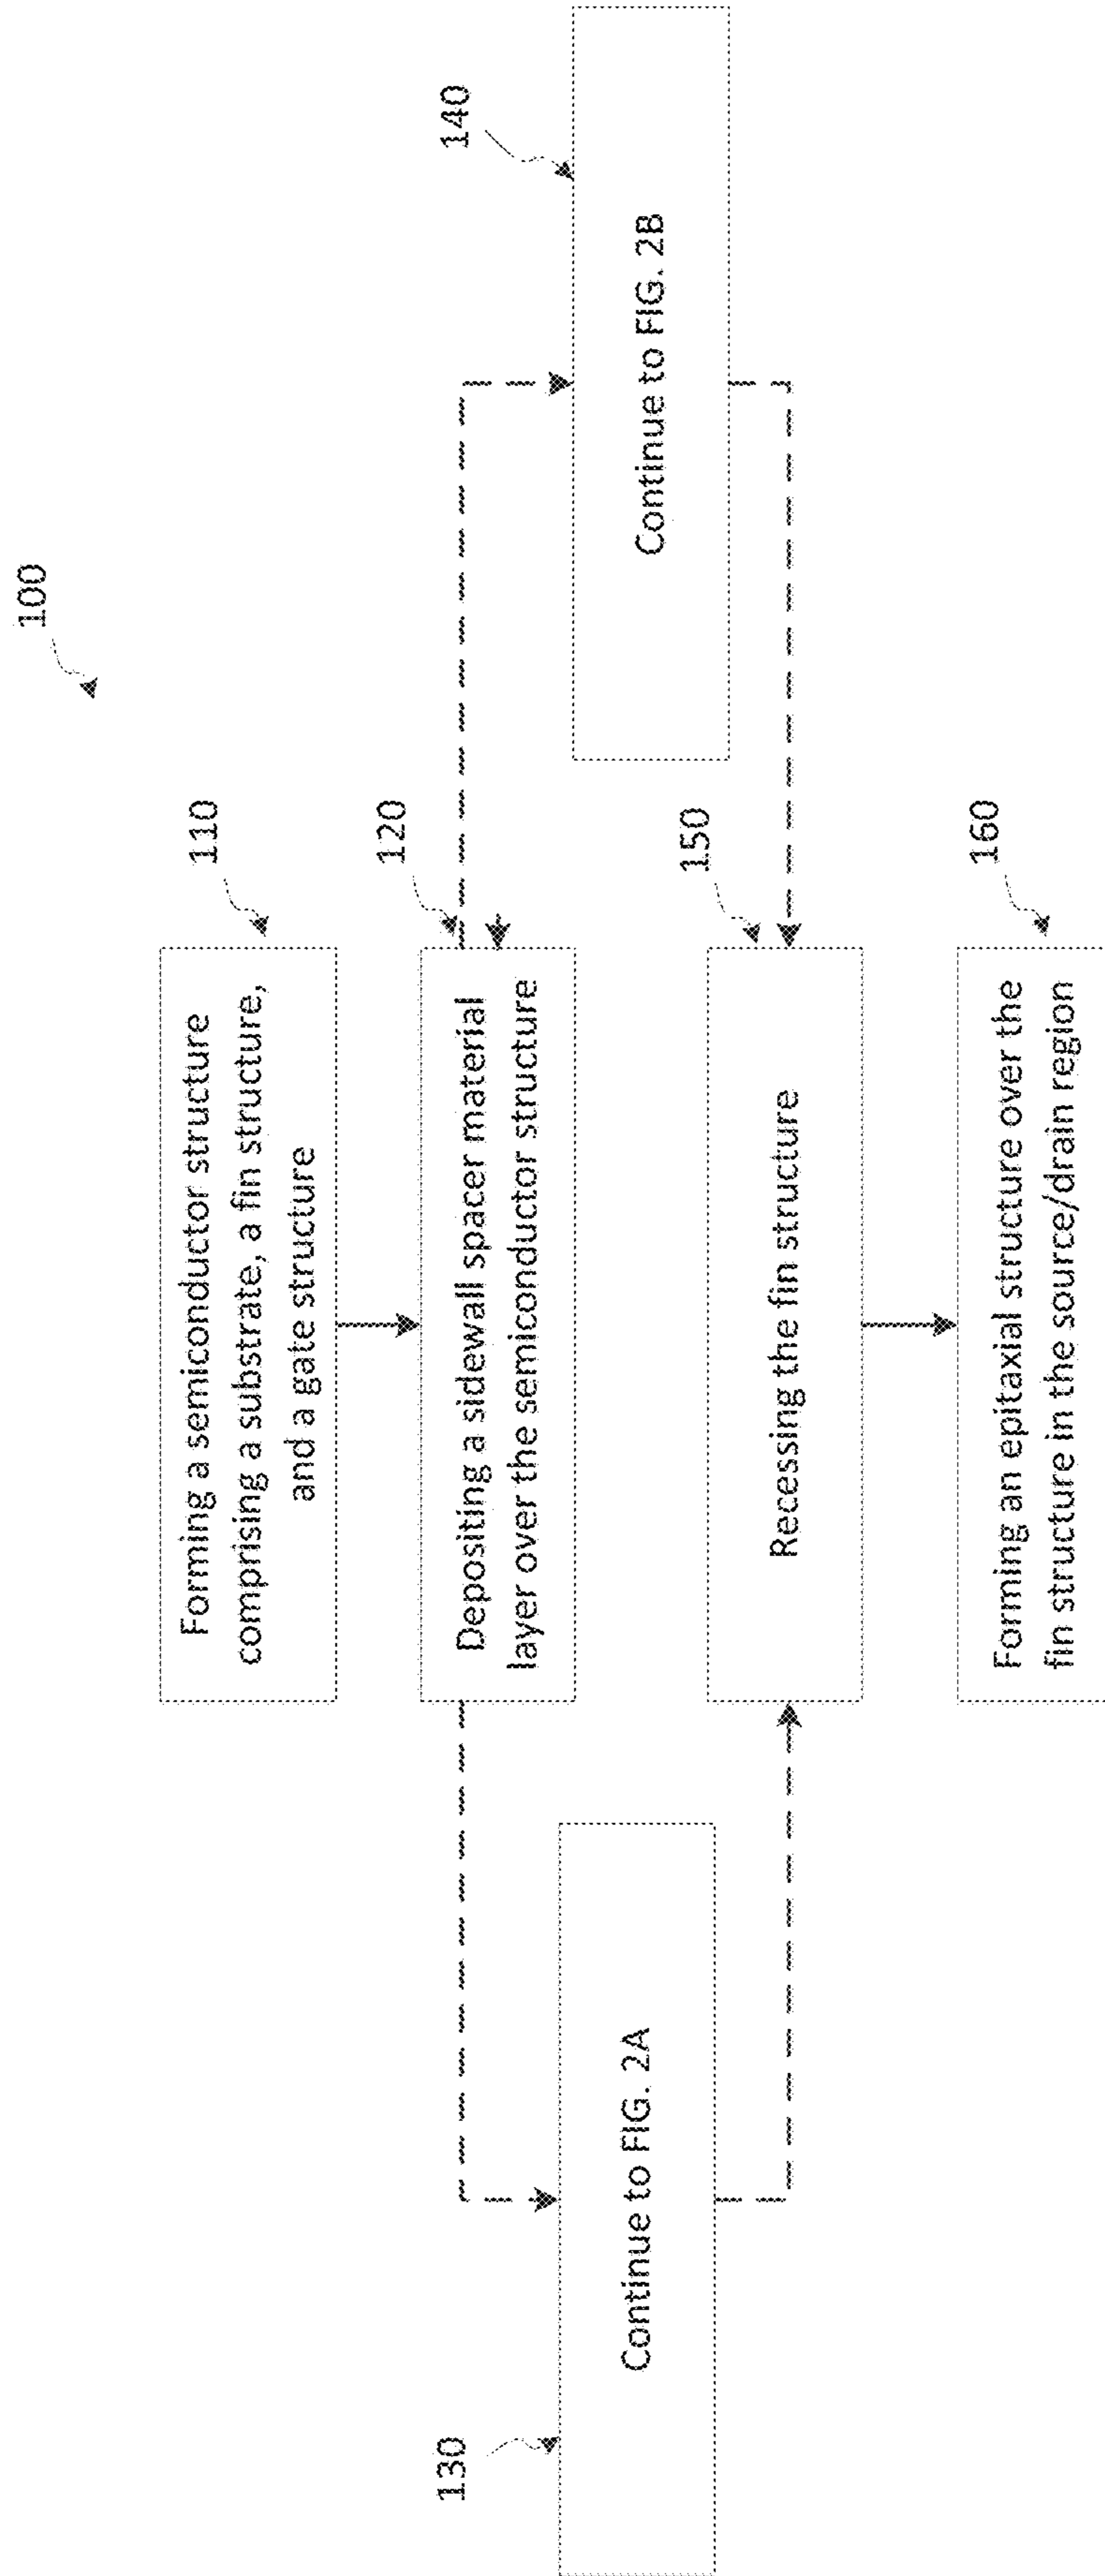 100
110
Forming a semiconductor structure
comprising a substrate, a fin structure,
and a gate structure
120
Depositing a sidewall spacer material
layer over the semiconductor structure
130
Continue to FIG. 2A
140
Continue to FIG. 2B
150
Recessing the fin structure
160
Forming an epitaxial structure over the
fin structure in the source/drain region